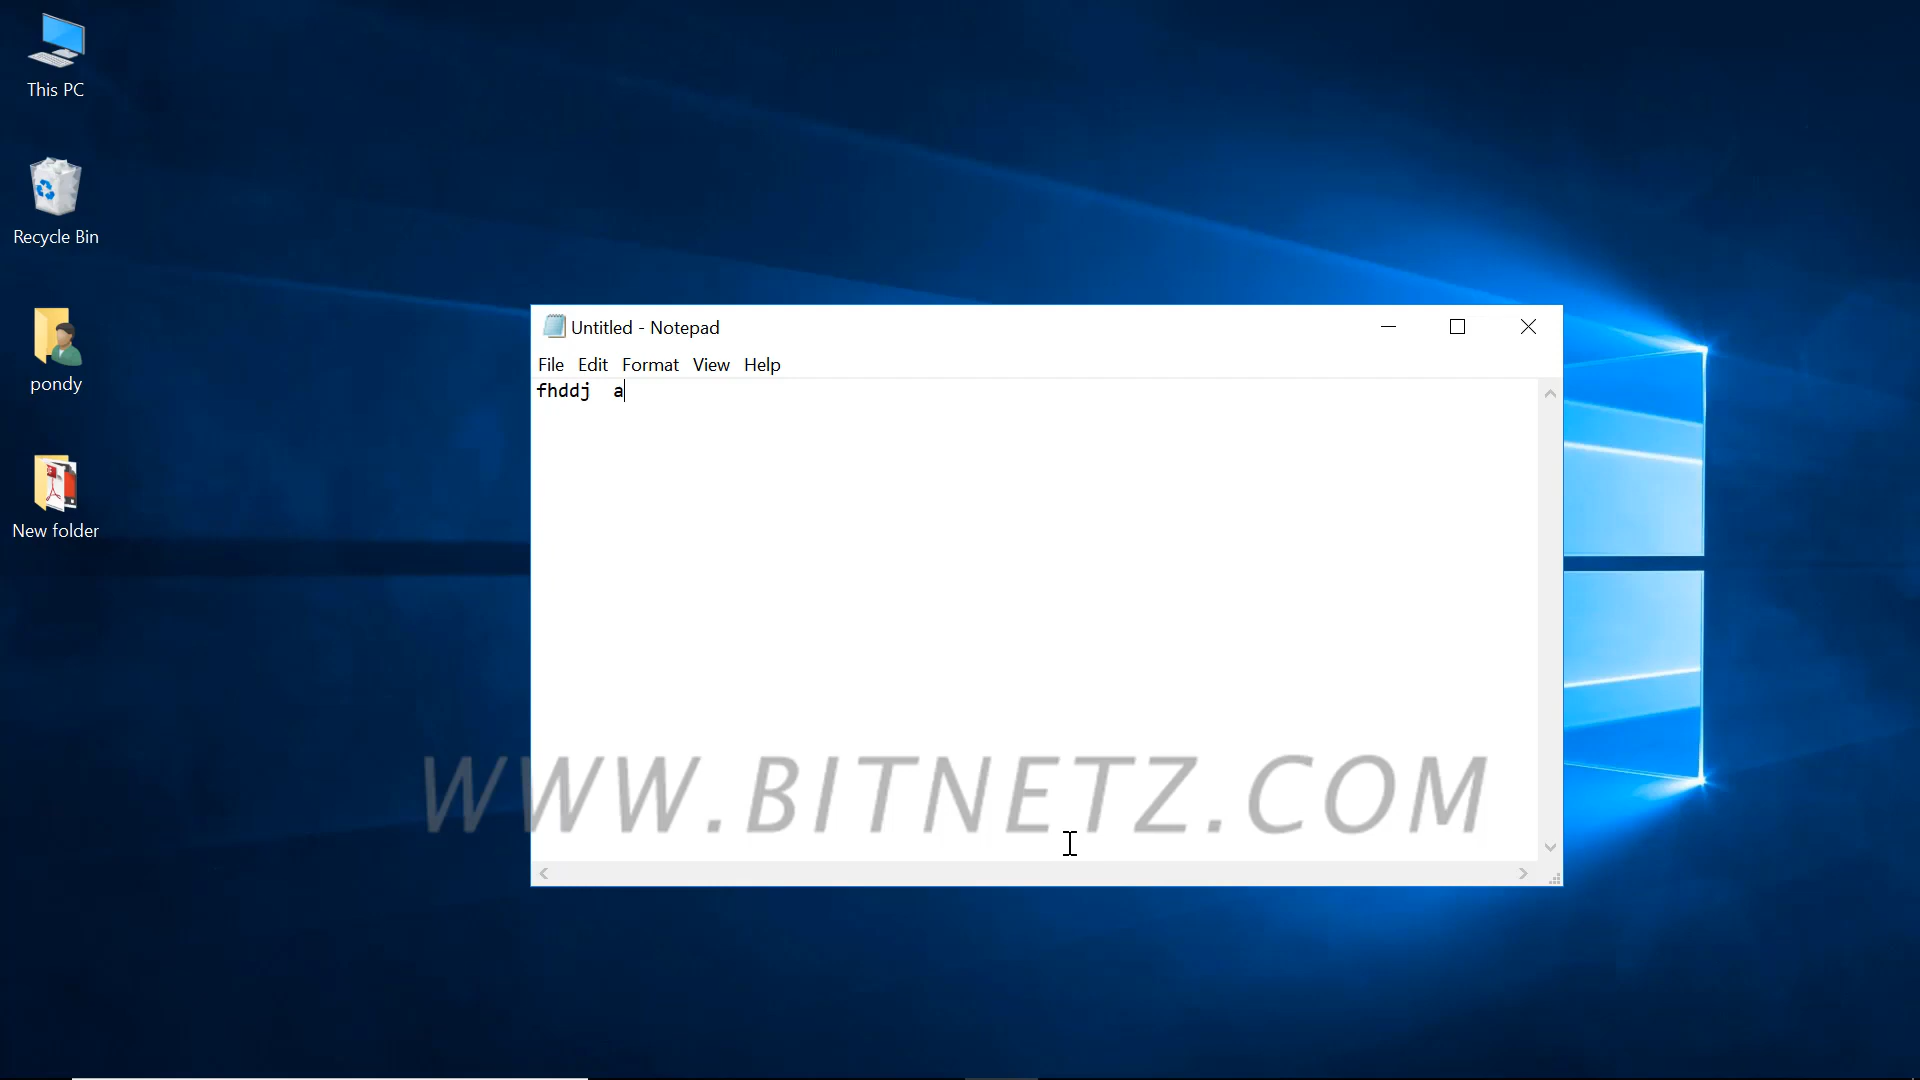 This PC
Recycle Bin
pondy
New folder
Untitled - Notepad
File Edit Format View Help
fhddj  a
WWW.BITNETZ.COM